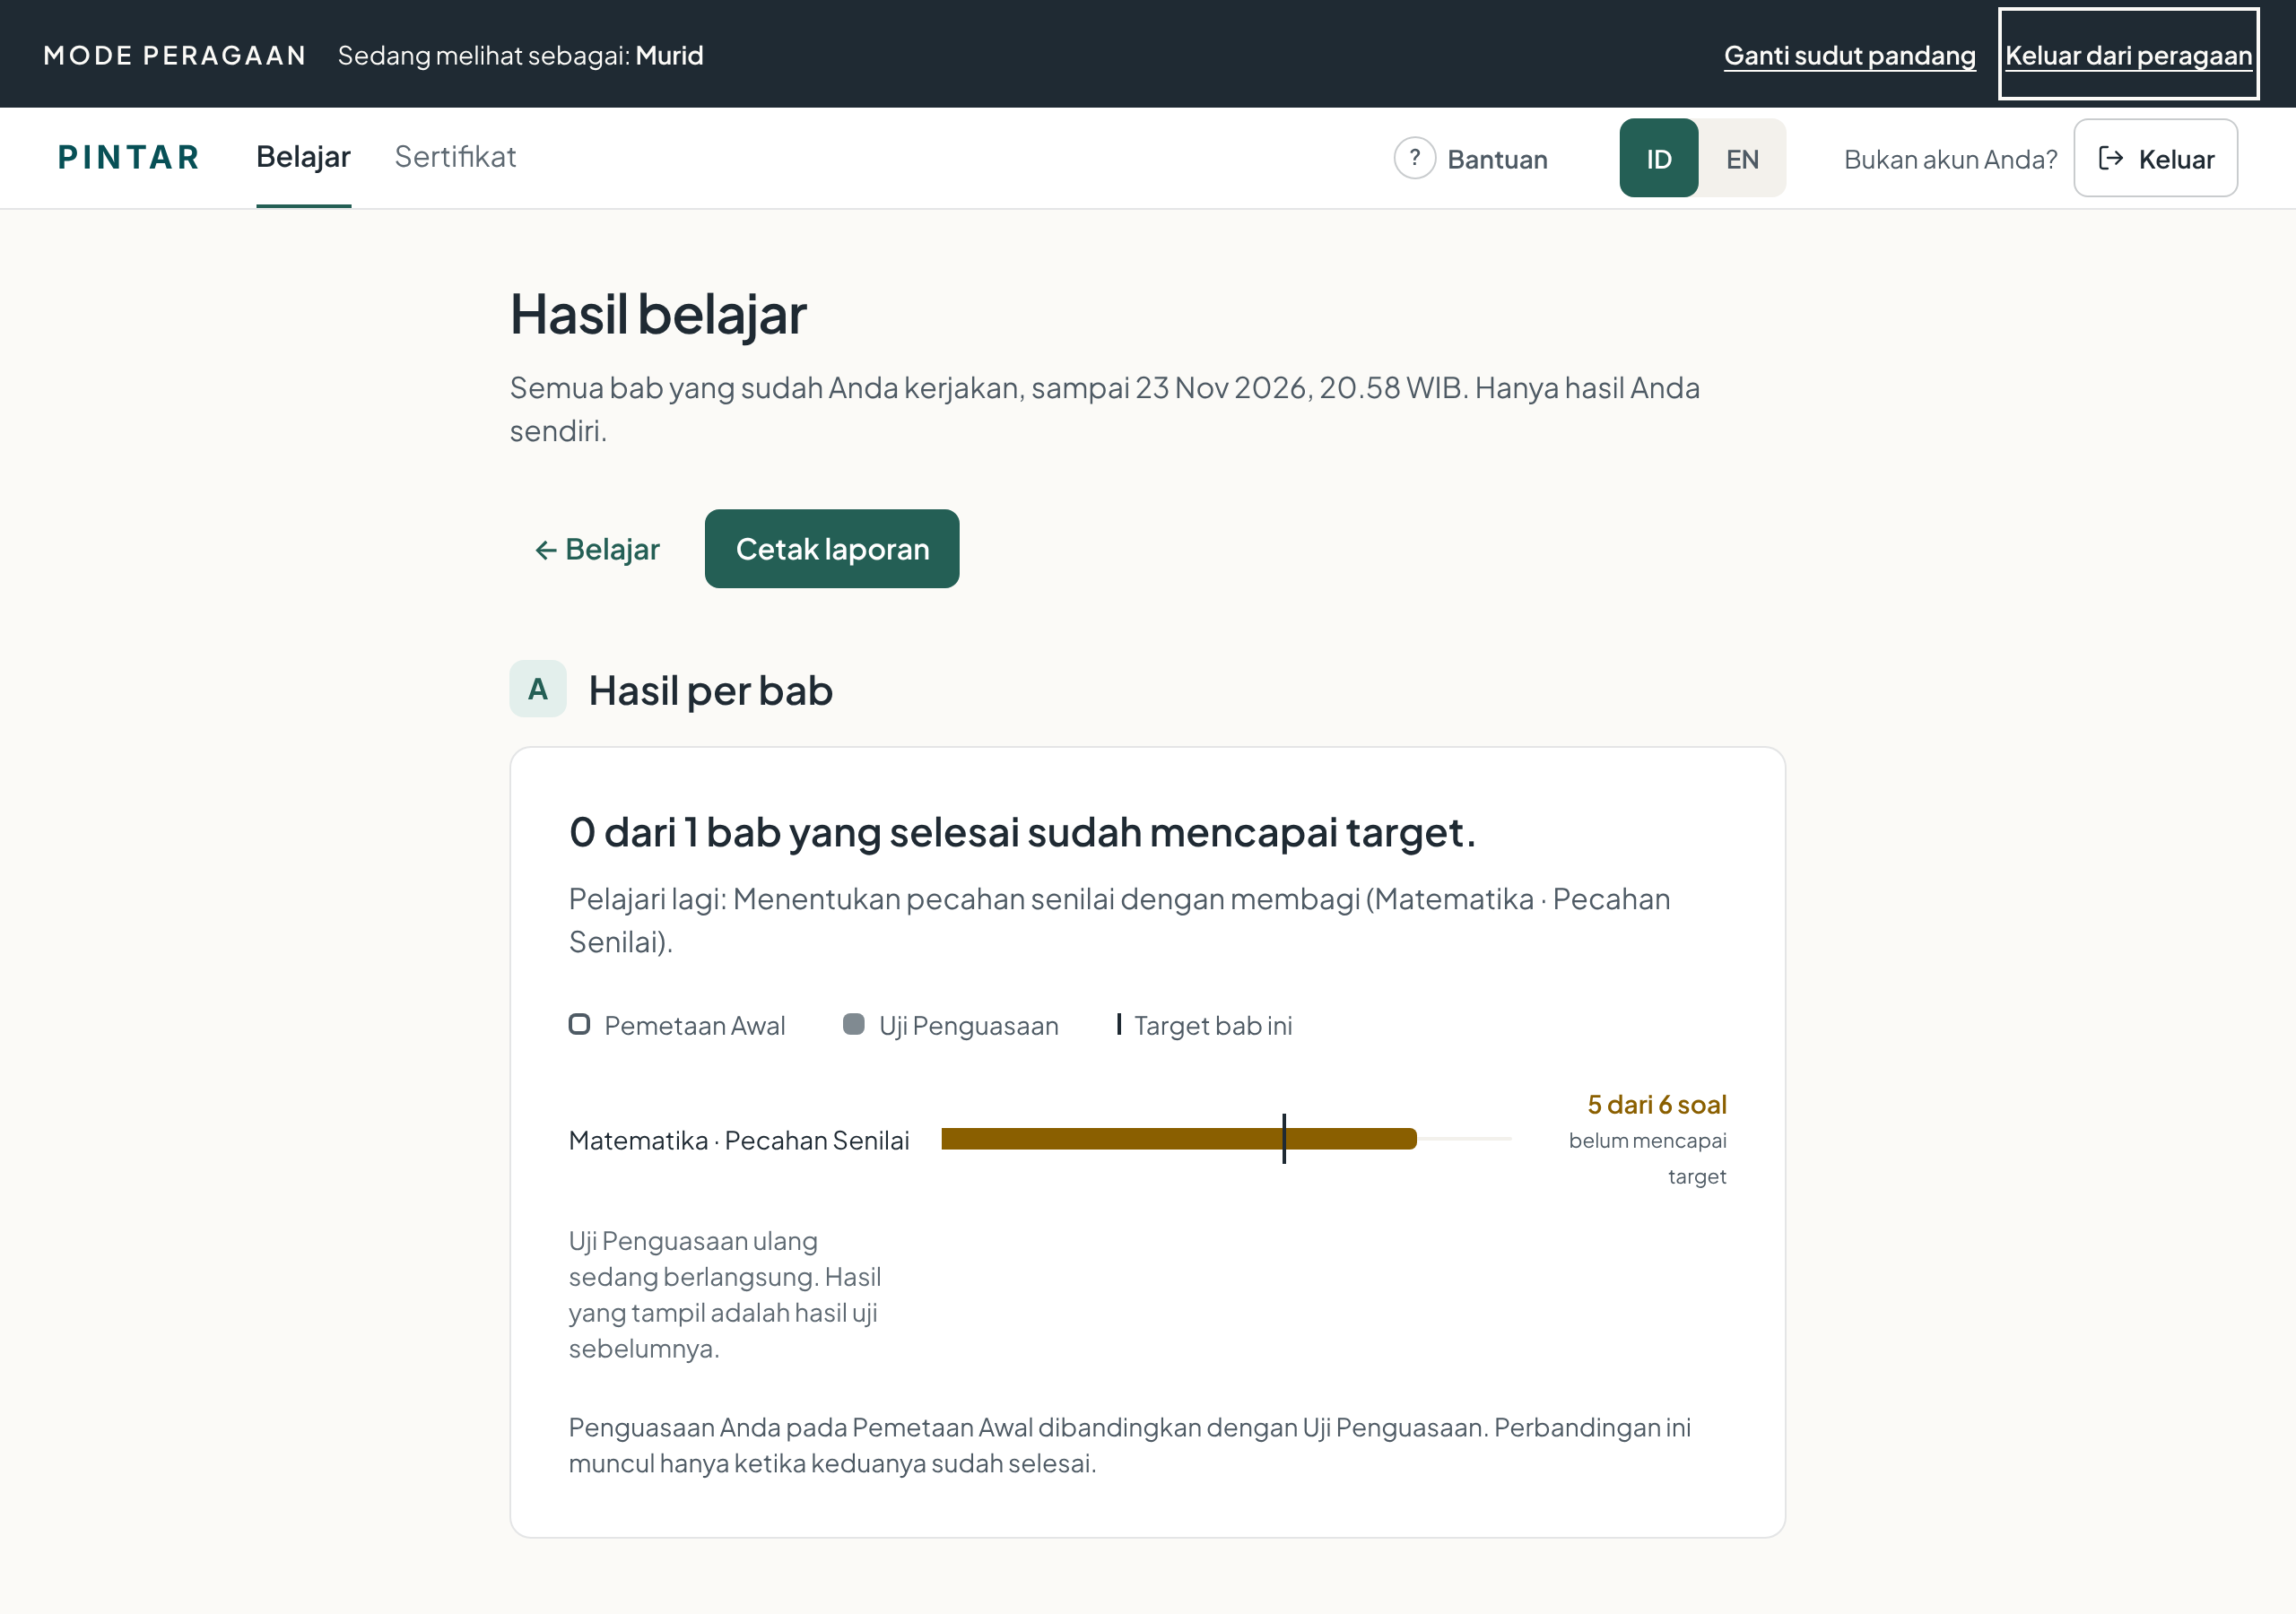 MODE PERAGAAN Sedang melihat sebagai: Murid Ganti sudut pandang Keluar dari peragaan
PINTAR Belajar Sertifikat ? Bantuan ID EN Bukan akun Anda? Keluar
Hasil belajar
Semua bab yang sudah Anda kerjakan, sampai 23 Nov 2026, 20.58 WIB. Hanya hasil Anda
sendiri.
← Belajar Cetak laporan
A Hasil per bab
0 dari 1 bab yang selesai sudah mencapai target.
Pelajari lagi: Menentukan pecahan senilai dengan membagi (Matematika · Pecahan
Senilai).
Pemetaan Awal Uji Penguasaan Target bab ini
5 dari 6 soal
Matematika · Pecahan Senilai belum mencapai
target
Uji Penguasaan ulang
sedang berlangsung. Hasil
yang tampil adalah hasil uji
sebelumnya.
Penguasaan Anda pada Pemetaan Awal dibandingkan dengan Uji Penguasaan. Perbandingan ini
muncul hanya ketika keduanya sudah selesai.